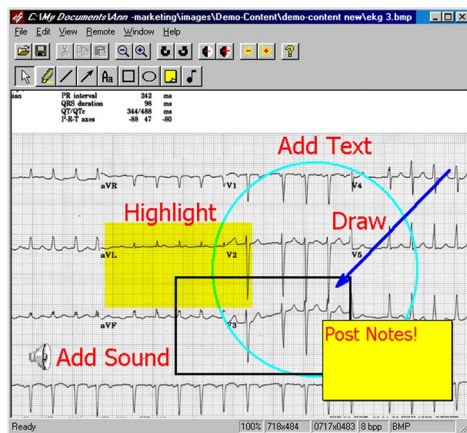 C:\My Documents\Ann -marketing\images\Demo-Content\demo-content new\ekg 3.bmp
File Edit View Remote Window Help
Aa
ian PR interval 242 ms
QRS duration 98 ms
QT/QTc 344/488 ms
P-R-T axes -88 47 -80
Add Text
aVR V1 V4
Highlight
Draw
aVL V2 V5
aVF V3
Post Notes!
Add Sound
Ready 100% 718x484 0717x0483 8 bpp BMP